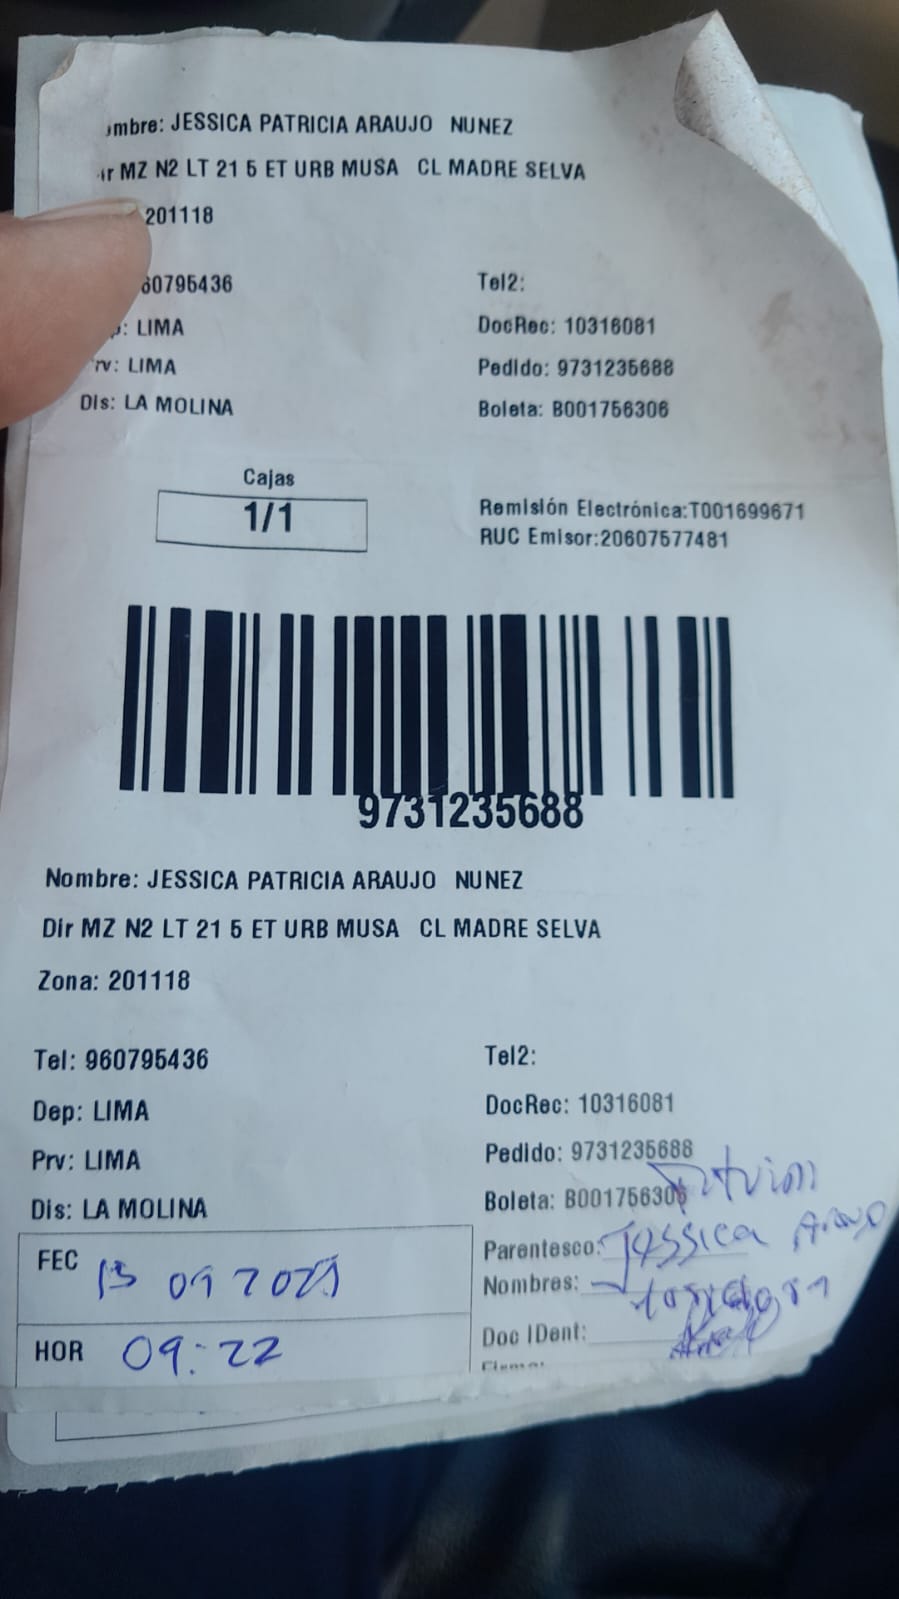 mbre: JESSICA PATRICIA ARAUJO NUNEZ
ir MZ N2 LT 21 5 ET URB MUSA CL MADRE SELVA
201118
60795436 Tel2:
: LIMA DocRec: 10316081
rv: LIMA Pedido: 9731235688
Dis: LA MOLINA Boleta: B001756306
Cajas
1/1
Remisión Electrónica:T001699671
RUC Emisor:20607577481
9731235688
Nombre: JESSICA PATRICIA ARAUJO NUNEZ
Dir MZ N2 LT 21 5 ET URB MUSA CL MADRE SELVA
Zona: 201118
Tel: 960795436 Tel2:
Dep: LIMA DocRec: 10316081
Prv: LIMA Pedido: 9731235688
Dis: LA MOLINA Boleta: B001756306
FEC Parentesco: Jessica
Nombres:
HOR 09:22 Doc IDent:
Firma: